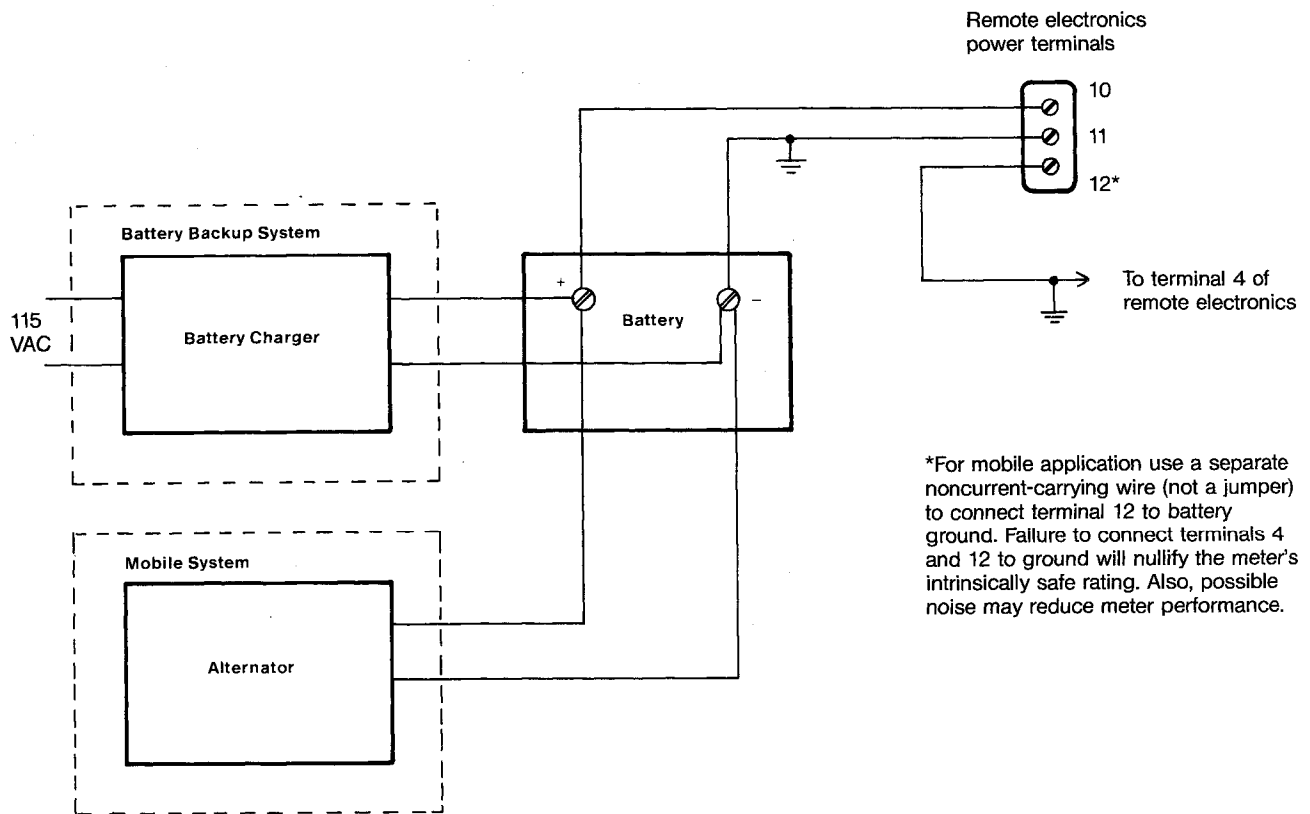 Remote electronics
power terminals
10
11
12*
Battery Backup System
115
VAC
Battery Charger
+
−
Battery
To terminal 4 of
remote electronics
*For mobile application use a separate
noncurrent-carrying wire (not a jumper)
to connect terminal 12 to battery
ground. Failure to connect terminals 4
and 12 to ground will nullify the meter's
intrinsically safe rating. Also, possible
noise may reduce meter performance.
Mobile System
Alternator